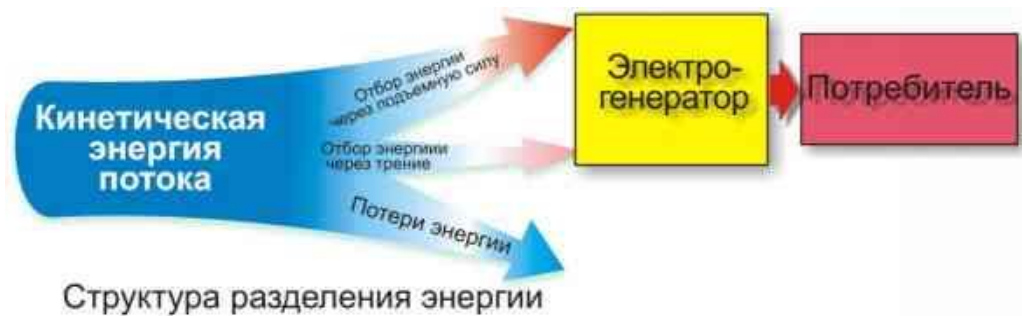 Кинетическая
энергия
потока
Отбор энергии
через подъемную силу
Отбор энергиии
через трение
Потери энергии
Электро-
генератор
Потребитель
Структура разделения энергии